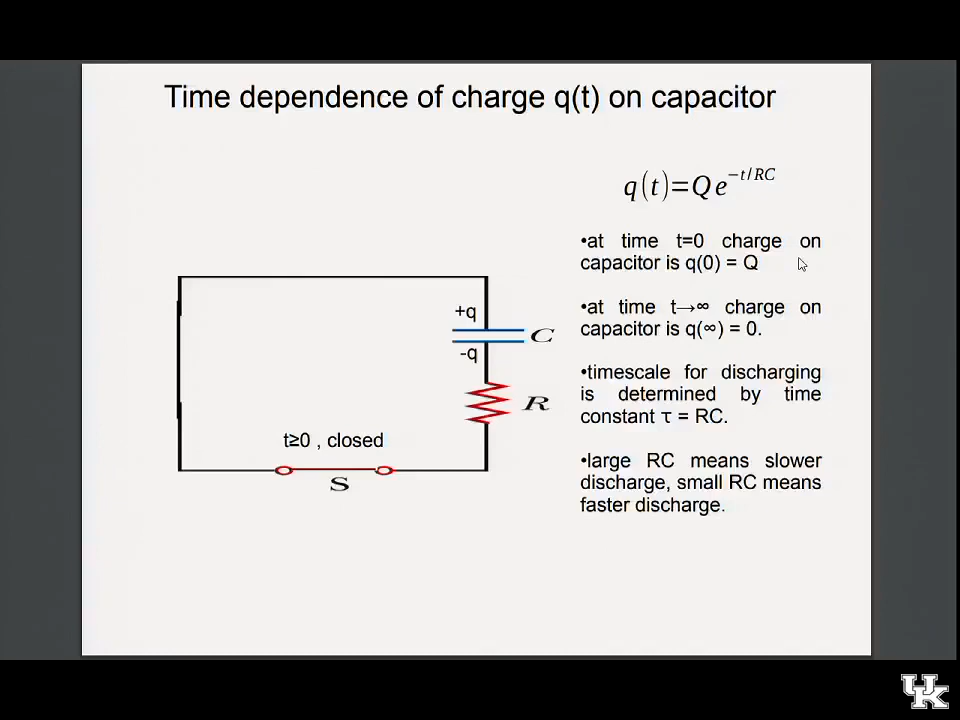 Time dependence of charge q(t) on capacitor
q(t)=Qe^{-t/RC}
•at time t=0 charge on
capacitor is q(0) = Q
•at time t→∞ charge on
capacitor is q(∞) = 0.
•timescale for discharging
is determined by time
constant τ = RC.
•large RC means slower
discharge, small RC means
faster discharge.
+q
C
-q
R
t≥0 , closed
S
UK